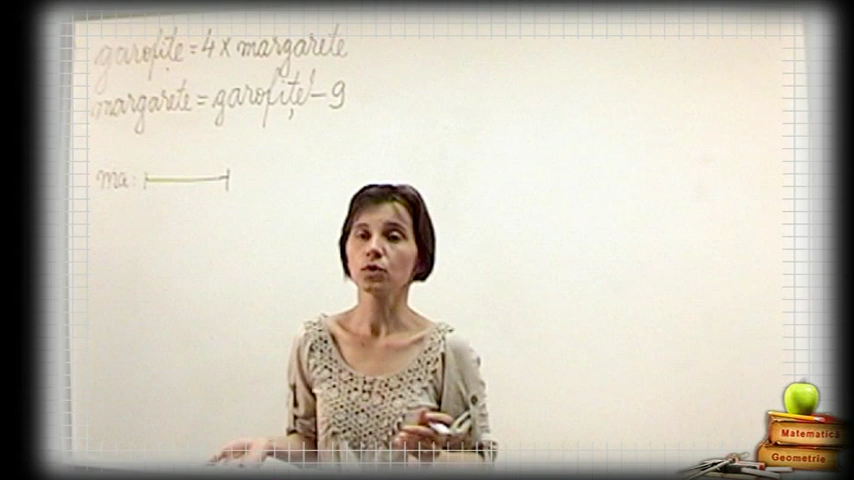 garofițe = 4 x margarete
margarete = garofițe - 9
ma:
Matematică
Geometrie